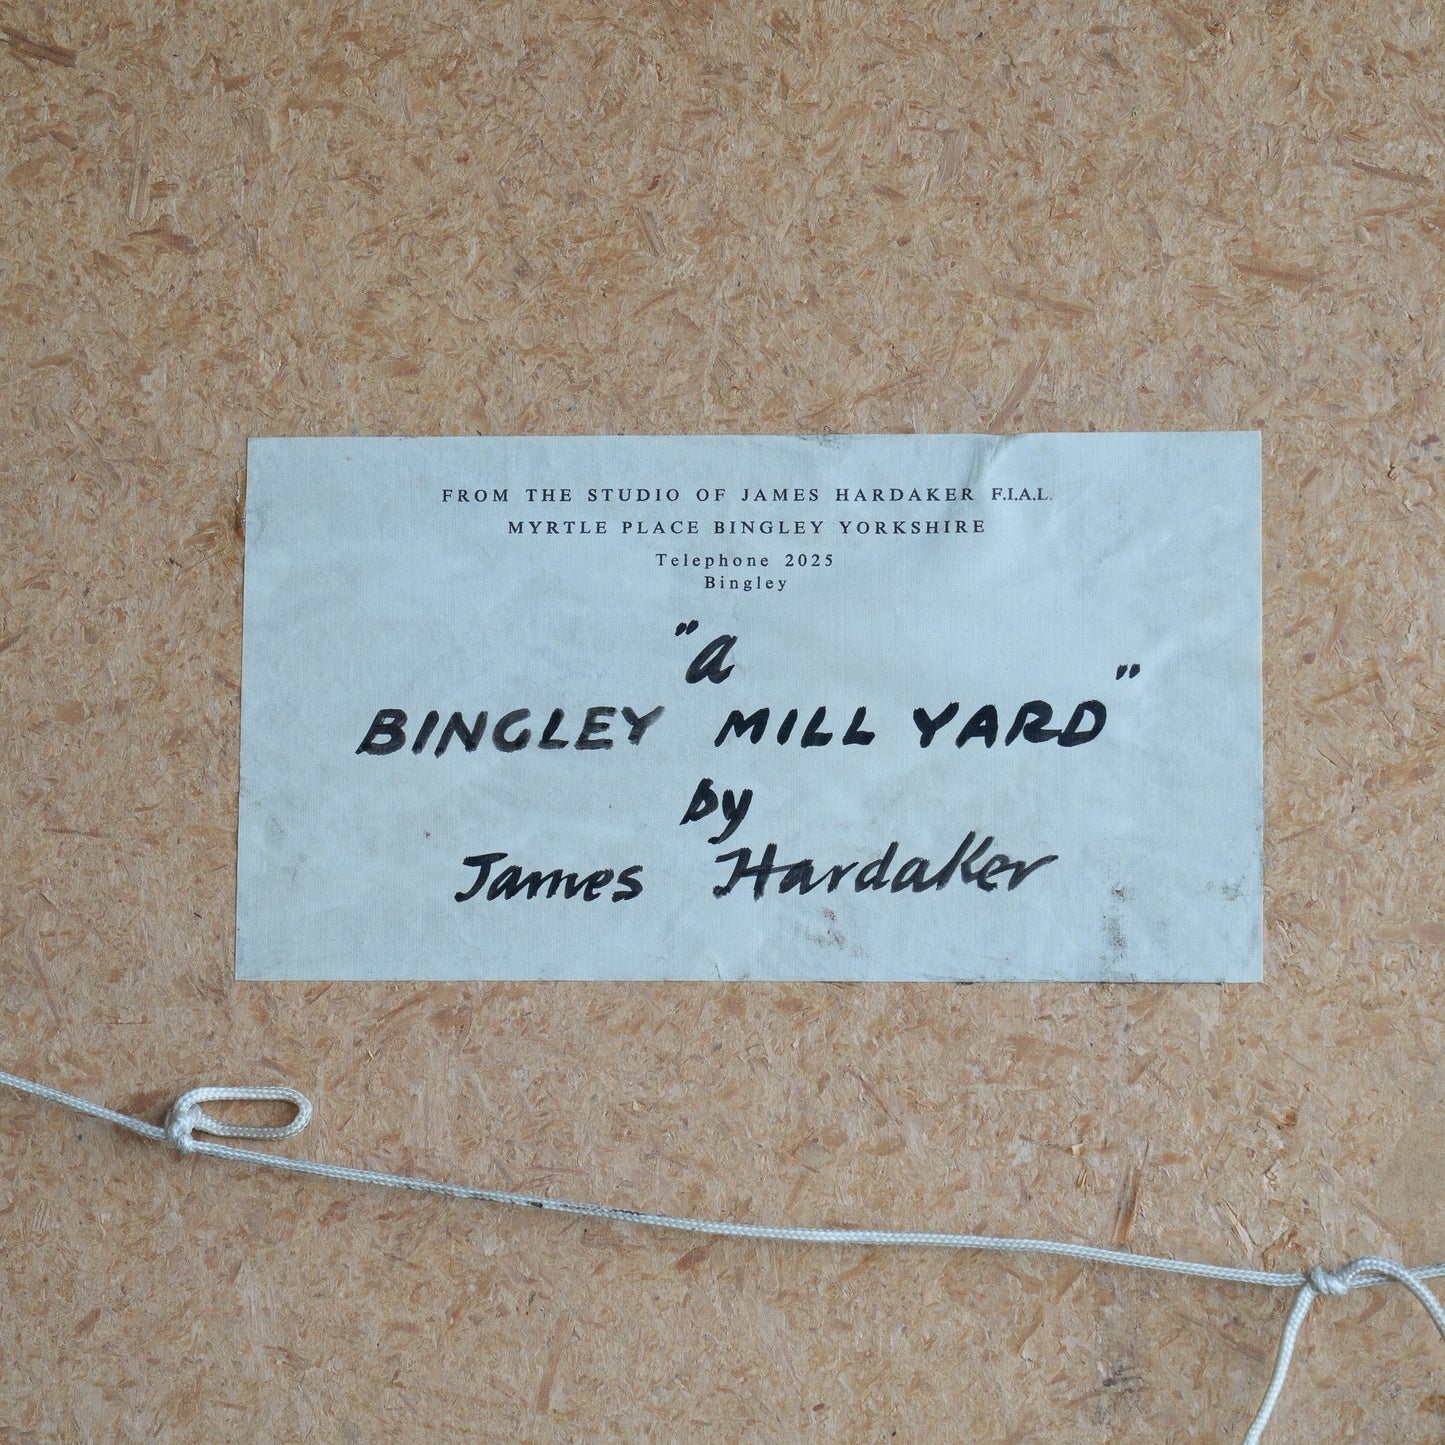 FROM THE STUDIO OF JAMES HARDAKER F.I.A.L.
MYRTLE PLACE BINGLEY YORKSHIRE
Telephone 2025
Bingley
"a
BINGLEY MILL YARD"
by
James Hardaker